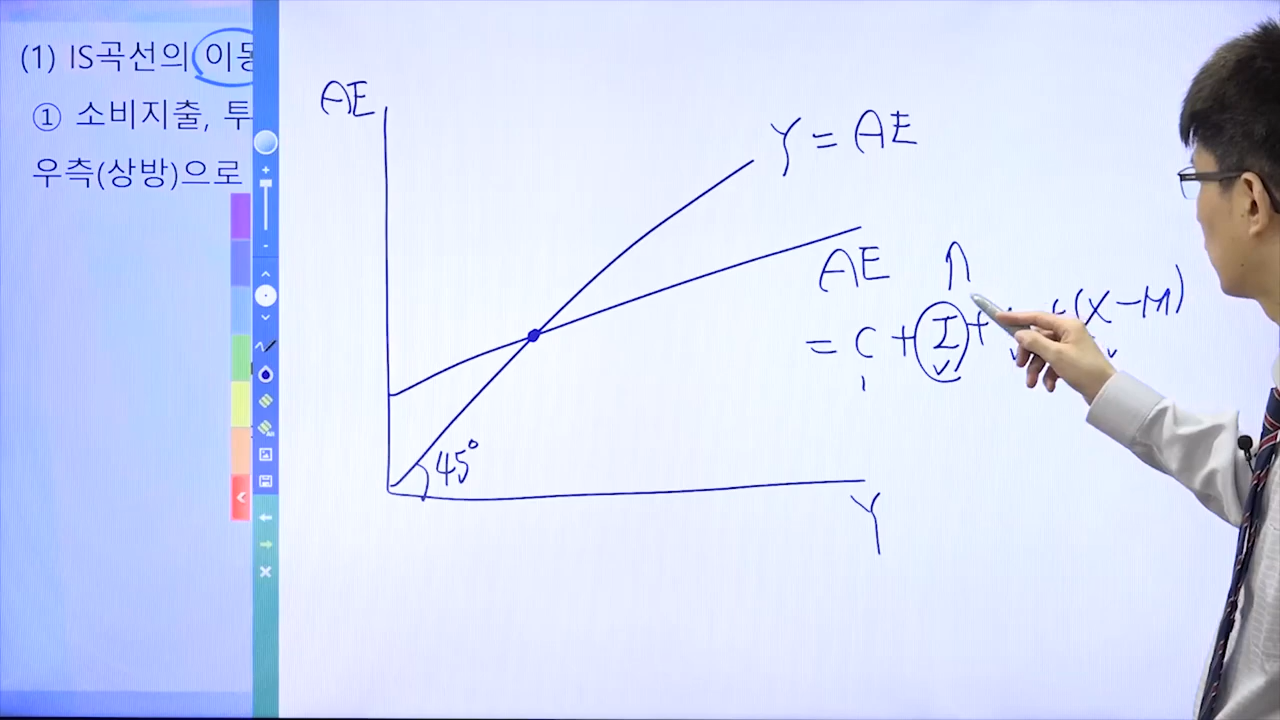 (1) IS곡선의 이동
① 소비지출, 투
우측(상방)으로
AE
Y = AE
AE ↑
= C + I + + (X-M)
45°
Y